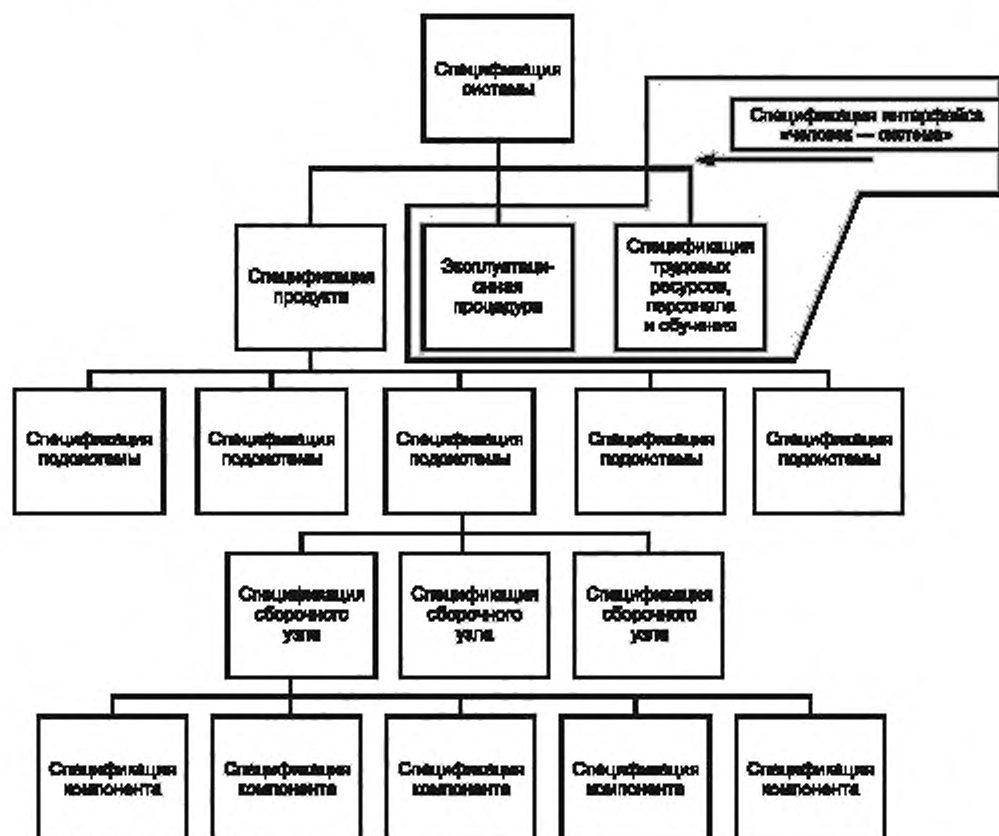 Спецификация
системы
Спецификация интерфейса
«человек — система»
Спецификация
продукта
Эксплуатаци-
онная
процедура
Спецификация
трудовых
ресурсов,
персонала
и обучения
Спецификация
подсистемы
Спецификация
подсистемы
Спецификация
подсистемы
Спецификация
подсистемы
Спецификация
подсистемы
Спецификация
сборочного
узла
Спецификация
сборочного
узла
Спецификация
сборочного
узла
Спецификация
компонента
Спецификация
компонента
Спецификация
компонента
Спецификация
компонента
Спецификация
компонента